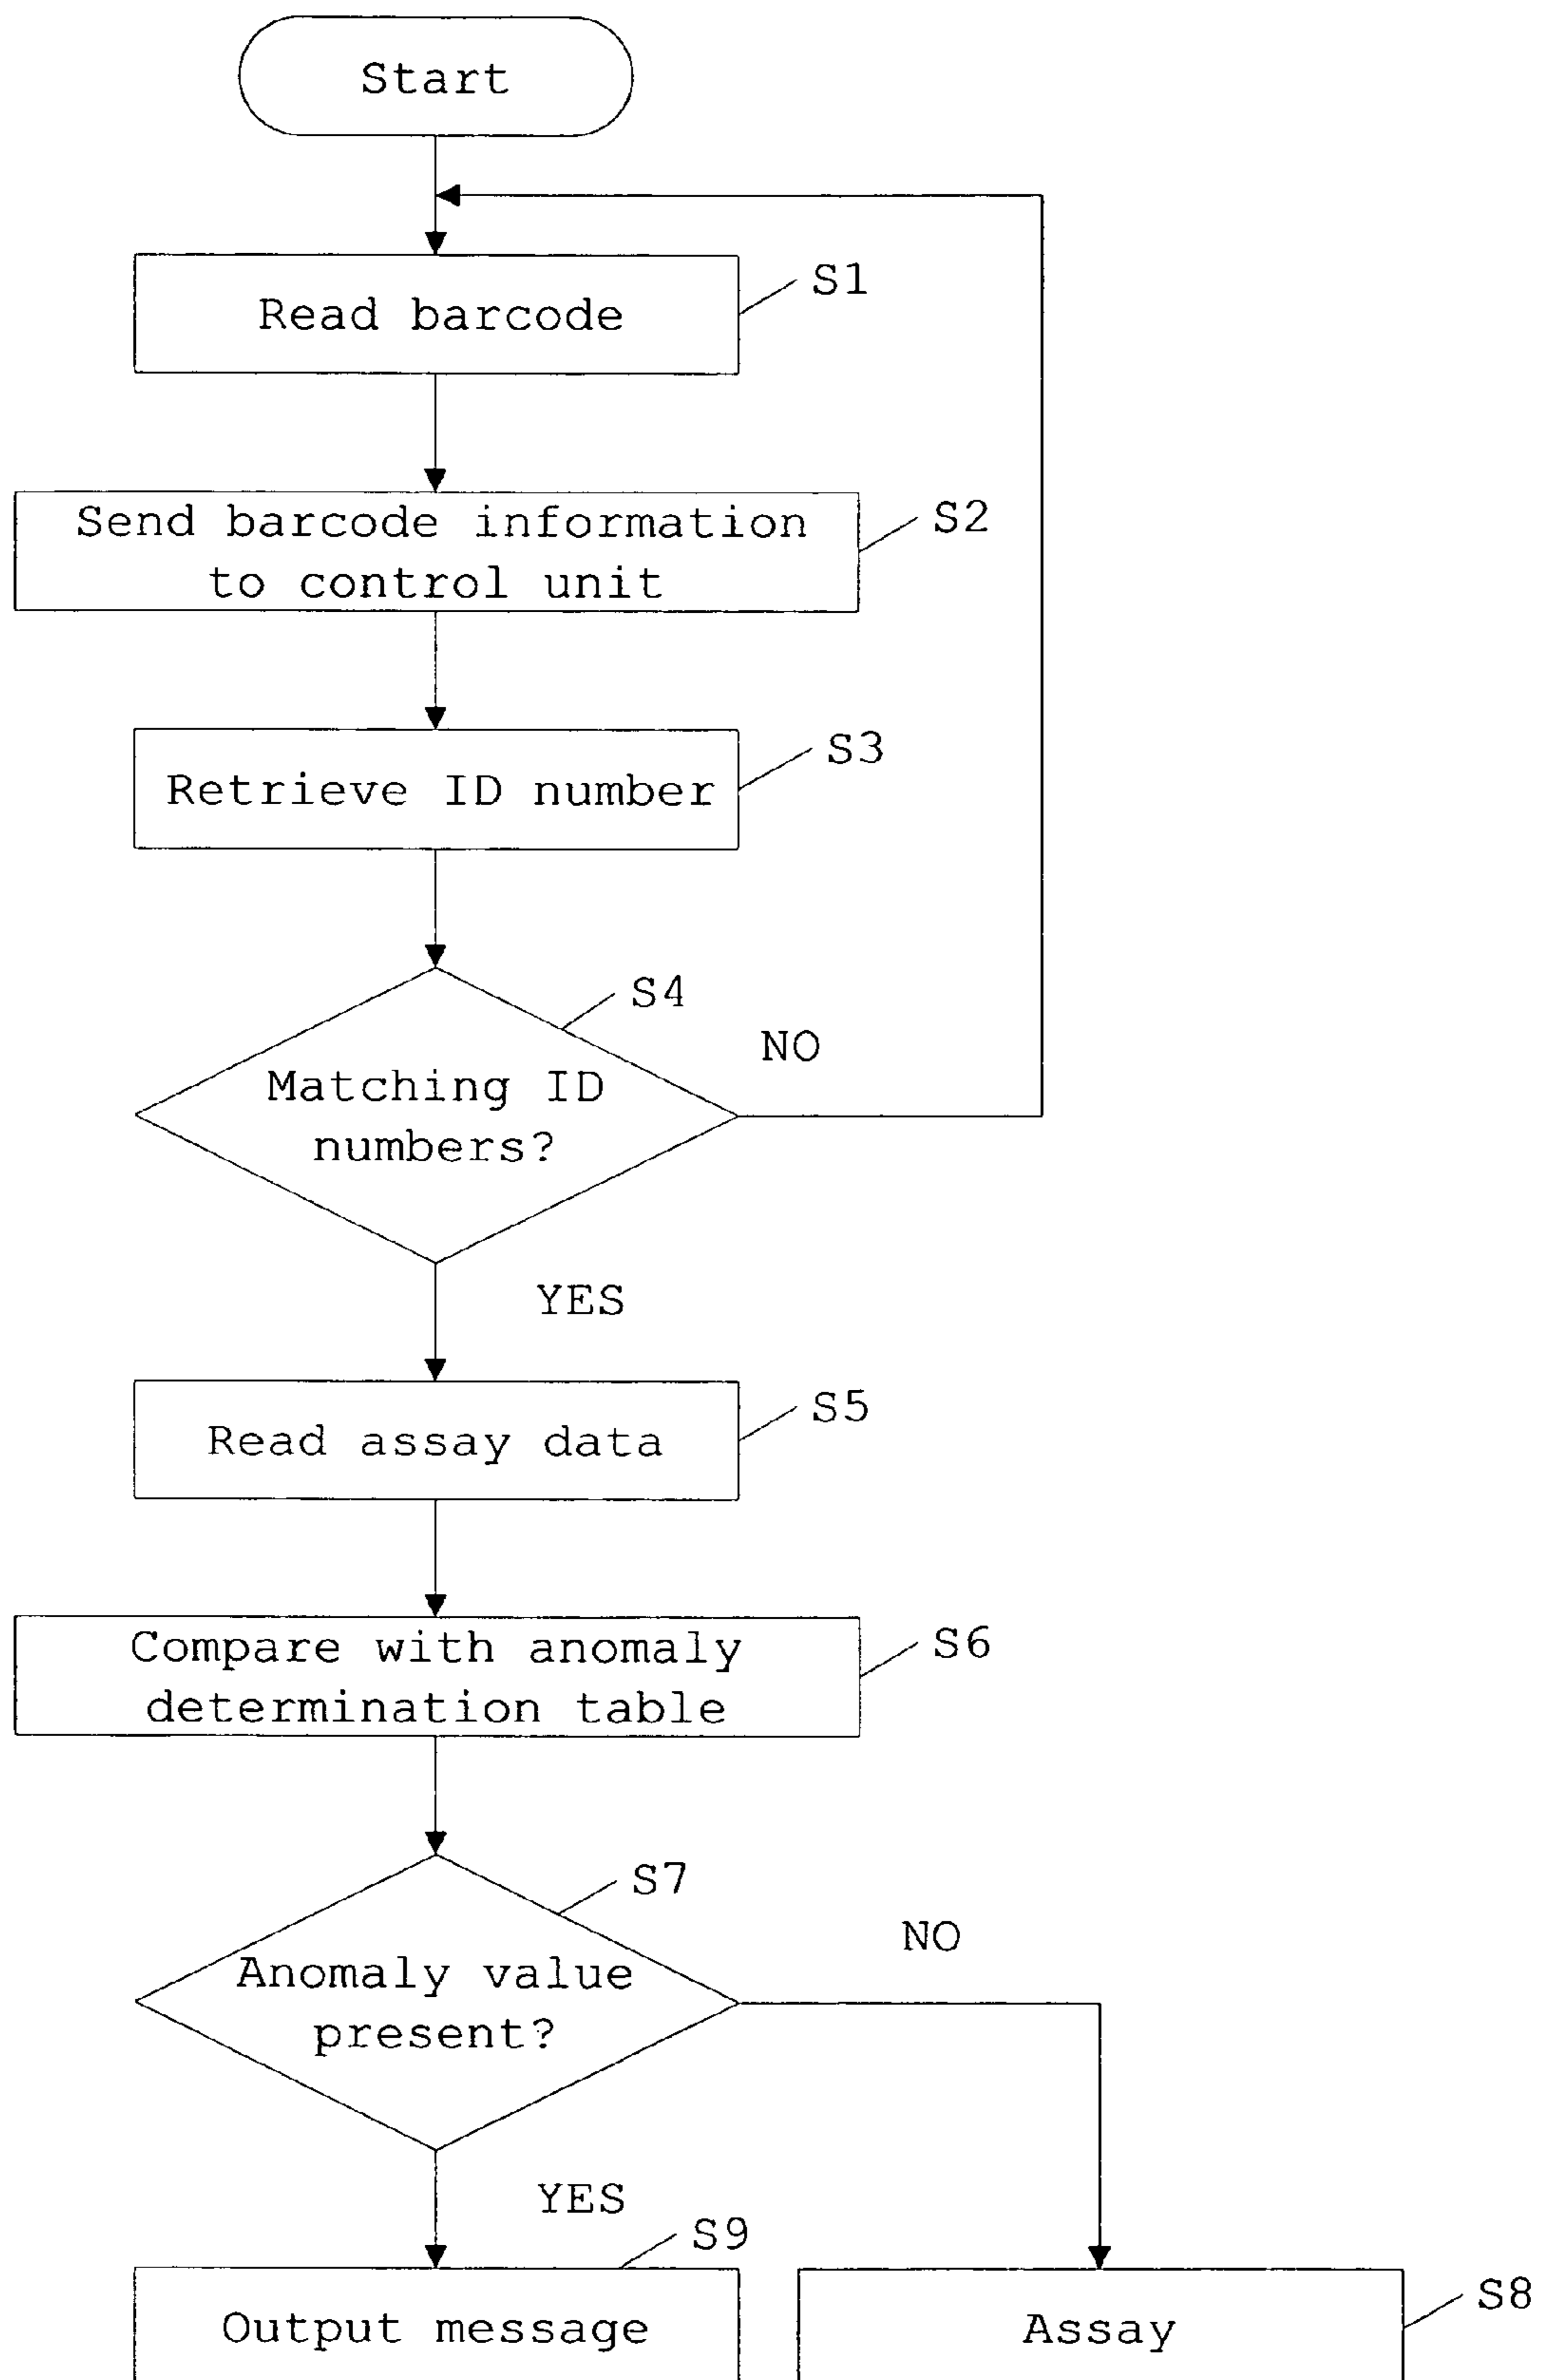 Start
Read barcode
S1
Send barcode information
to control unit
S2
Retrieve ID number
S3
S4
Matching ID
numbers?
NO
YES
Read assay data
S5
Compare with anomaly
determination table
S6
S7
Anomaly value
present?
NO
YES
S9
Output message
Assay
S8